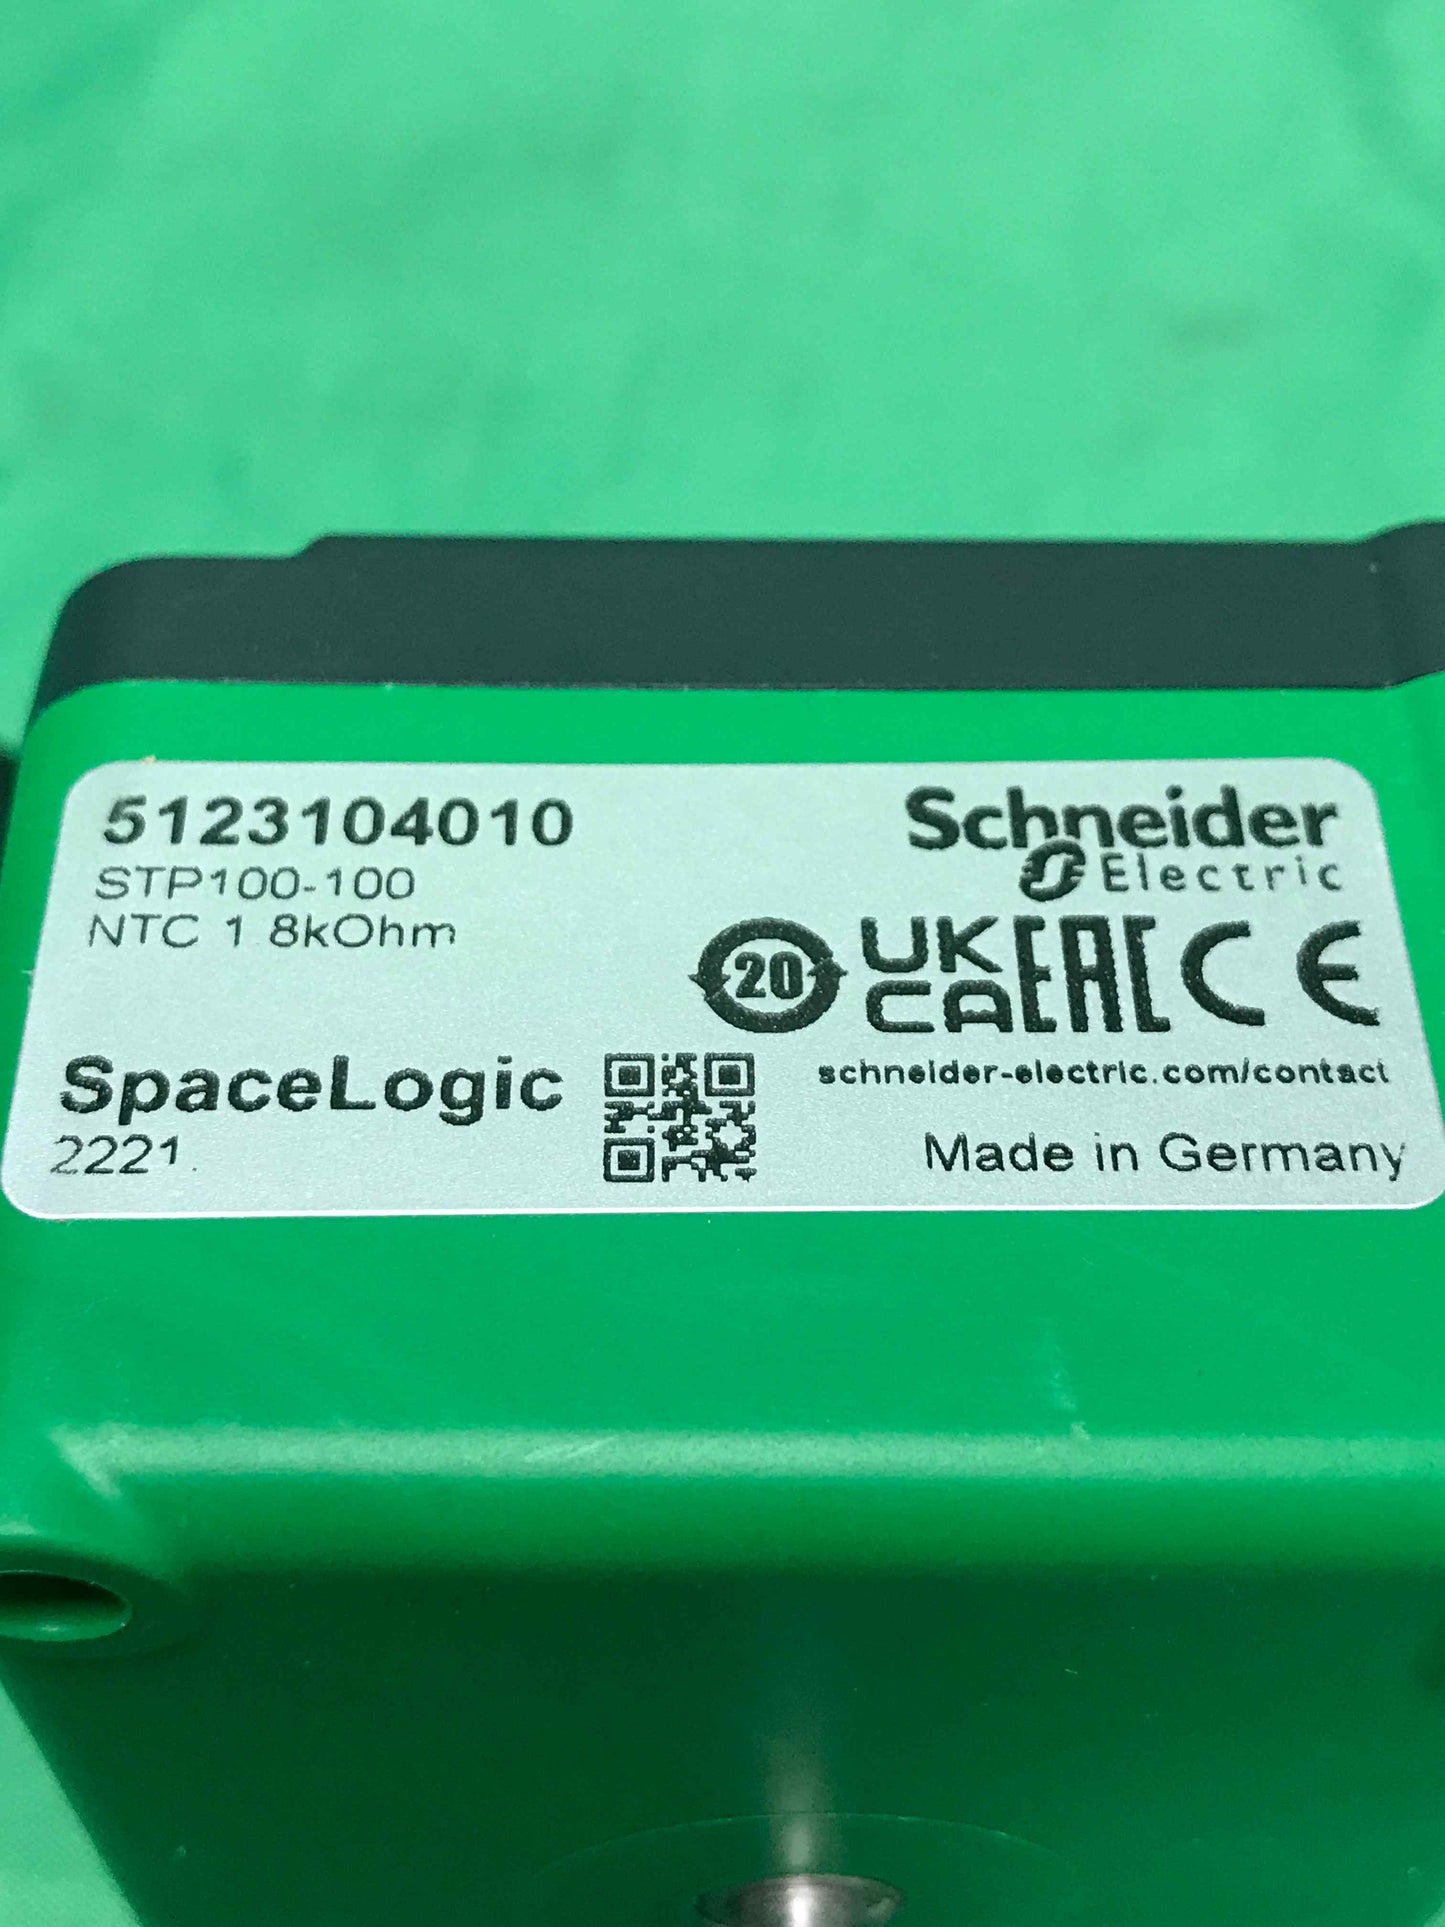 5123104010
STP100-100
NTC 1.8kOhm
Schneider
Electric
20
UK
CA
EAC
CE
SpaceLogic
2221
schneider-electric.com/contact
Made in Germany